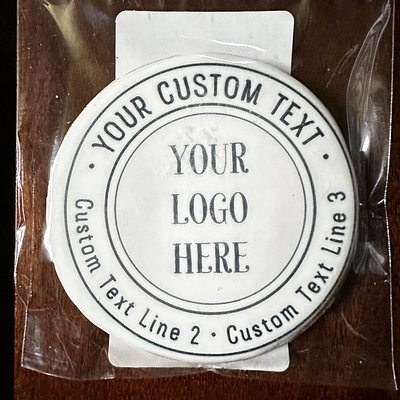 • YOUR CUSTOM TEXT •
YOUR
LOGO
HERE
Custom Text Line 2 • Custom Text Line 3